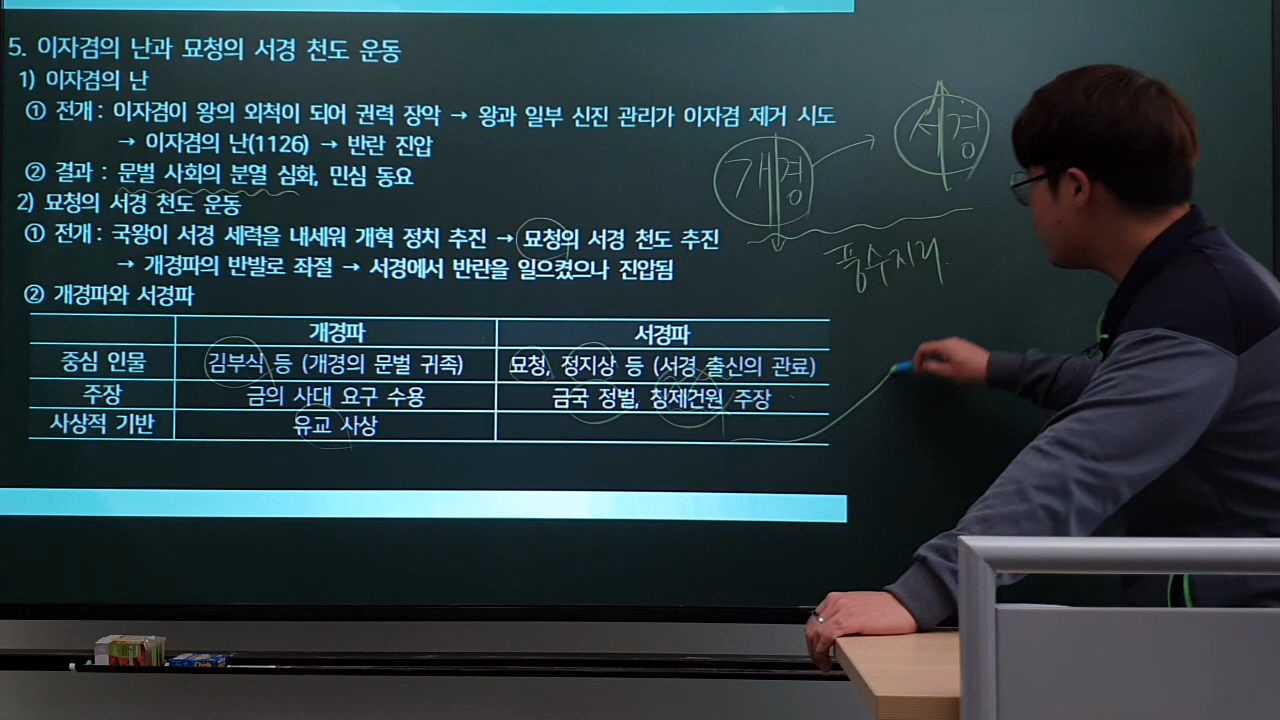 5. 이자겸의 난과 묘청의 서경 천도 운동
1) 이자겸의 난
① 전개 : 이자겸이 왕의 외척이 되어 권력 장악 → 왕과 일부 신진 관리가 이자겸 제거 시도
→ 이자겸의 난(1126) → 반란 진압
② 결과 : 문벌 사회의 분열 심화, 민심 동요
2) 묘청의 서경 천도 운동
① 전개 : 국왕이 서경 세력을 내세워 개혁 정치 추진 → 묘청의 서경 천도 추진
→ 개경파의 반발로 좌절 → 서경에서 반란을 일으켰으나 진압됨
② 개경파와 서경파
개경파 서경파
중심 인물 김부식 등 (개경의 문벌 귀족) 묘청, 정지상 등 (서경 출신의 관료)
주장 금의 사대 요구 수용 금국 정벌, 칭제건원 주장
사상적 기반 유교 사상
개경 → 서경
풍수지리
Chalk